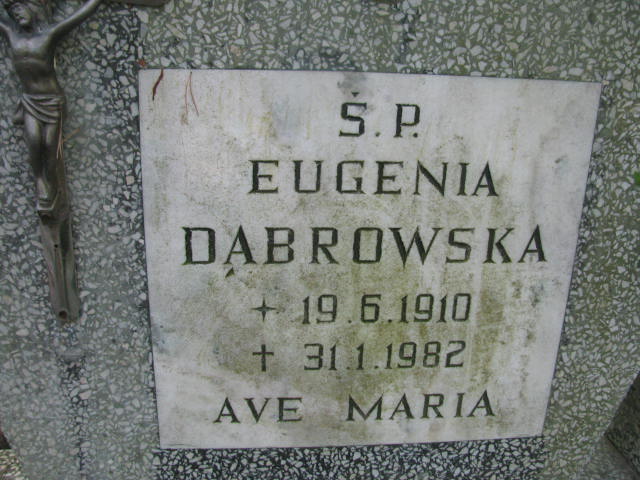 Ś.P.
EUGENIA
DĄBROWSKA
+ 19.6.1910
† 31.1.1982
AVE MARIA